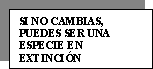 SI NO CAMBIAS,
PUEDES SER UNA
ESPECIE EN
EXTINCIÓN